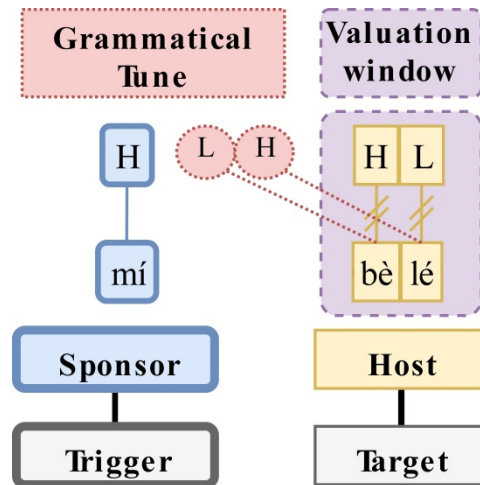 Grammatical
Tune
Valuation
window
H
L
H
H
L
mí
bè
lé
Sponsor
Host
Trigger
Target